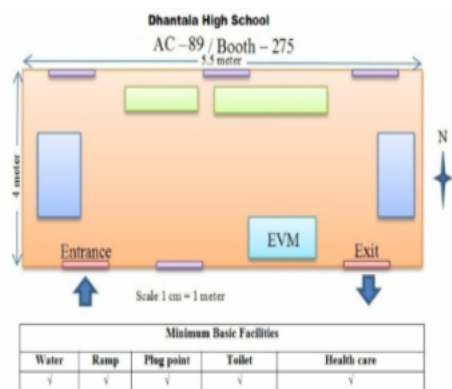 Dhantala High School
AC –89 / Booth – 275
5.5 meter
4 meter
N
Entrance
EVM
Exit
Scale 1 cm = 1 meter
Minimum Basic Facilities
Water Ramp Plug point Toilet Health care
√ √ √ √ √